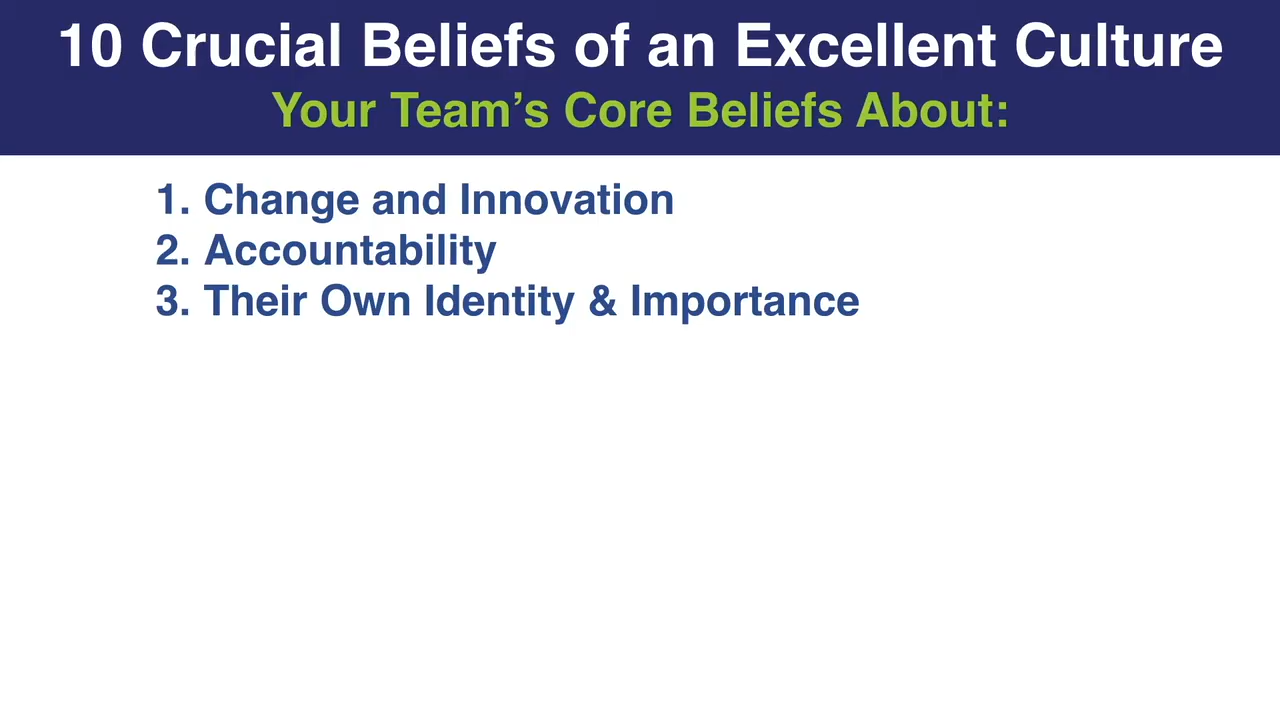 10 Crucial Beliefs of an Excellent Culture
Your Team’s Core Beliefs About:
1. Change and Innovation
2. Accountability
3. Their Own Identity & Importance